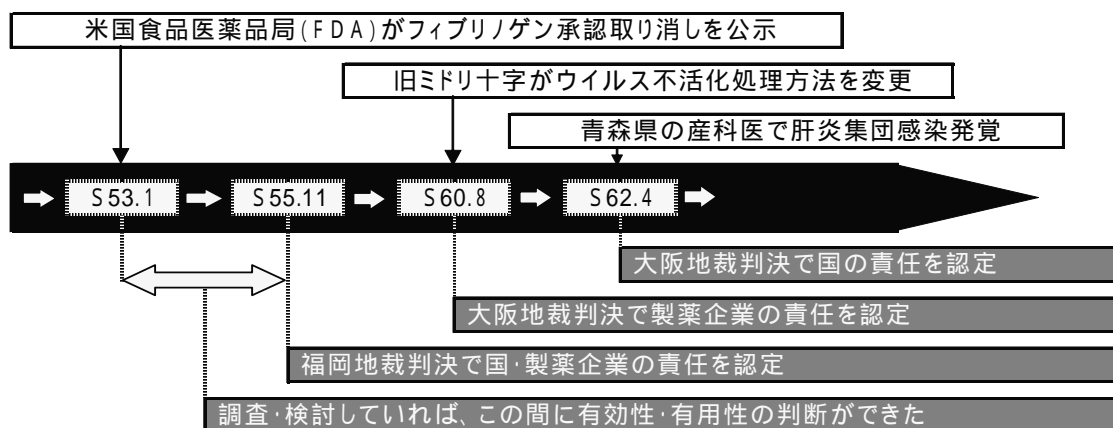 米国食品医薬品局(FDA)がフィブリノゲン承認取り消しを公示
旧ミドリ十字がウイルス不活化処理方法を変更
青森県の産科医で肝炎集団感染発覚
S53.1
S55.11
S60.8
S62.4
大阪地裁判決で国の責任を認定
大阪地裁判決で製薬企業の責任を認定
福岡地裁判決で国･製薬企業の責任を認定
調査･検討していれば、この間に有効性･有用性の判断ができた